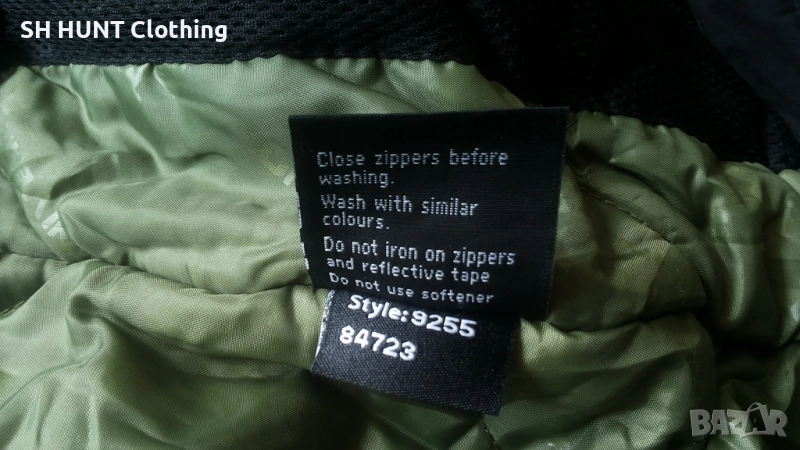 SH HUNT Clothing
Close zippers before
washing.
Wash with similar
colours.
Do not iron on zippers
and reflective tape
Do not use softener
Style:9255
84723
BAZAR